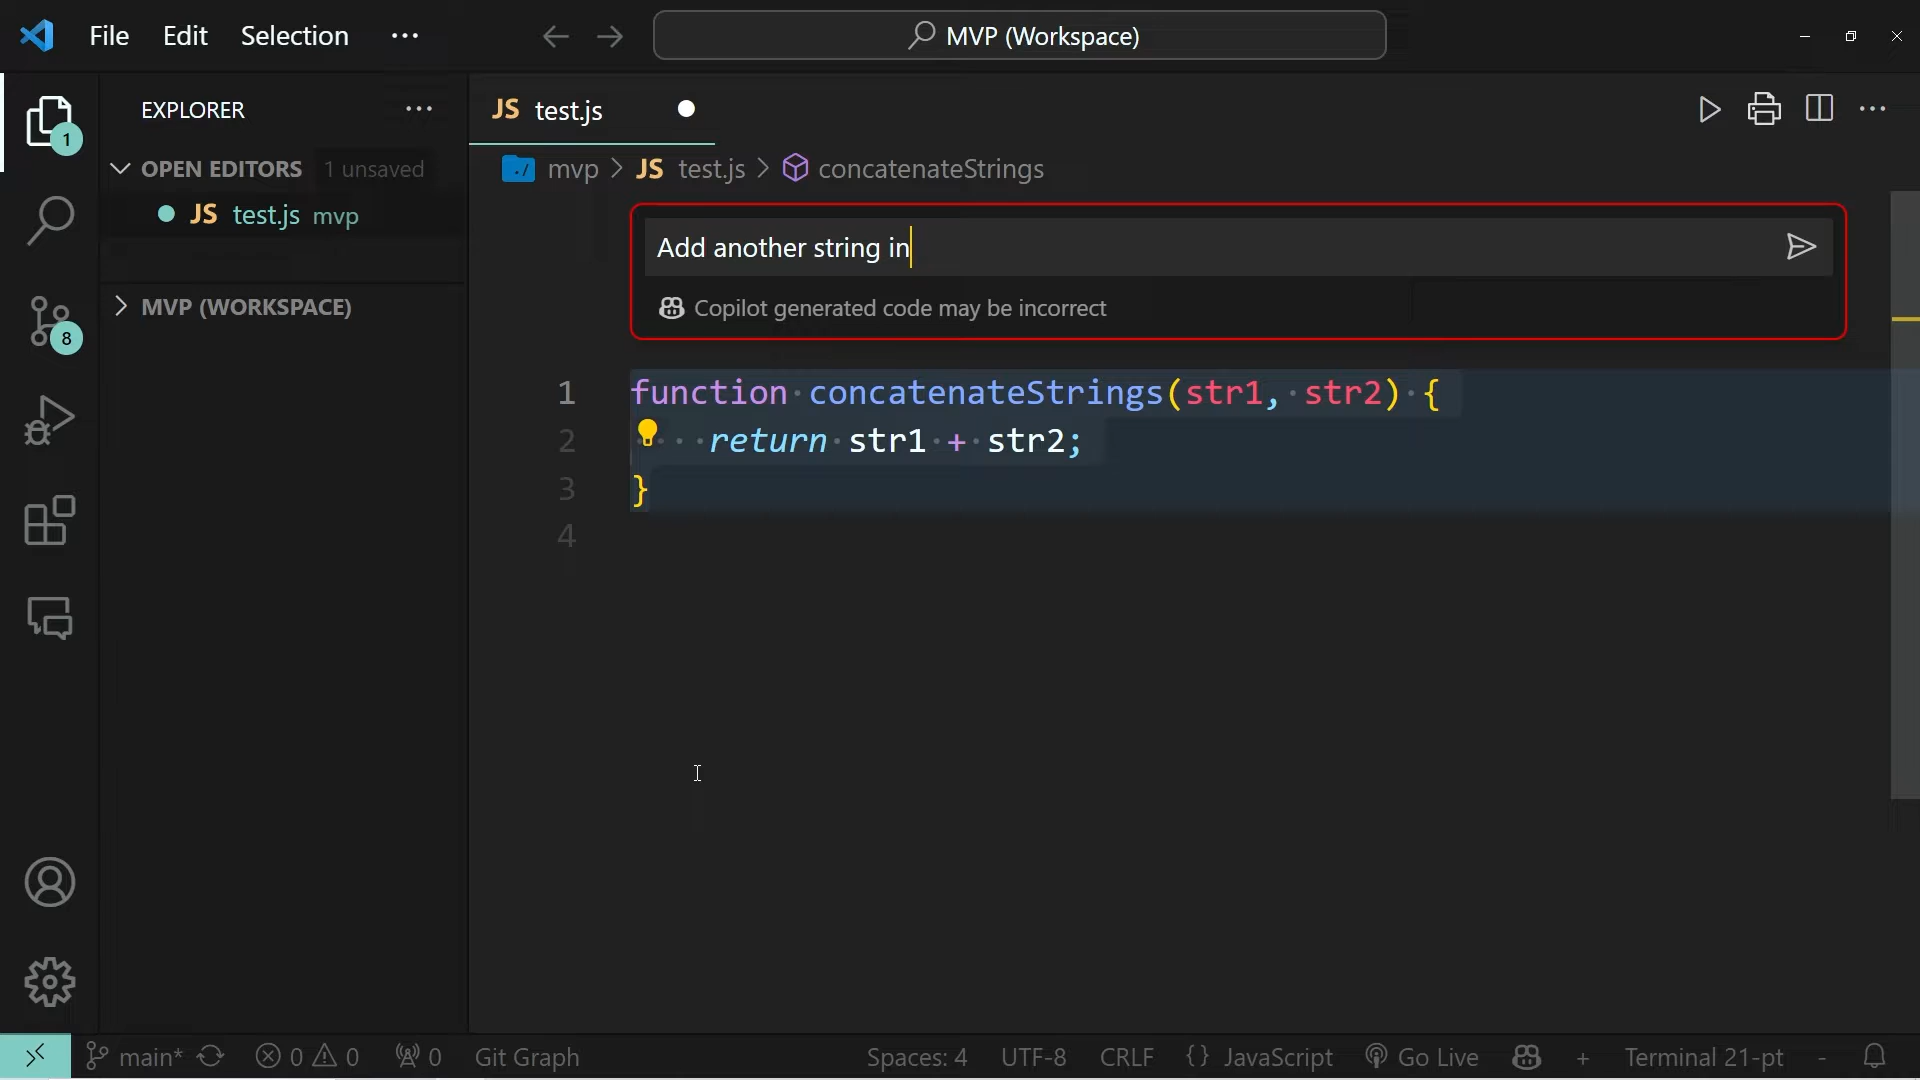 File Edit Selection ··· MVP (Workspace)
EXPLORER ···
1
OPEN EDITORS 1 unsaved
JS test.js mvp
MVP (WORKSPACE)
8
JS test.js
mvp > JS test.js > concatenateStrings
Add another string in
Copilot generated code may be incorrect
1 function concatenateStrings(str1, str2) {
2 return str1 + str2;
3 }
4
main* 0 0 0 Git Graph Spaces: 4 UTF-8 CRLF {} JavaScript Go Live + Terminal 21-pt -